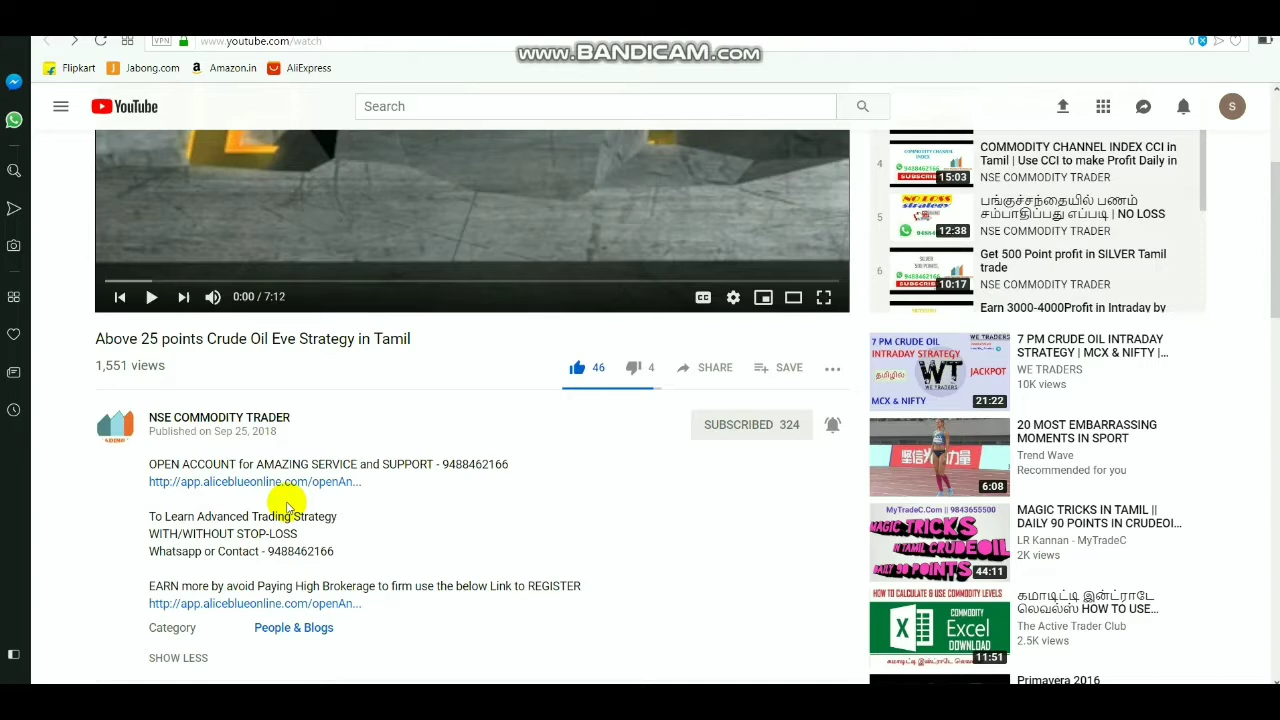 www.BANDICAM.com
VPN
www.youtube.com/watch
0
Flipkart
Jabong.com
Amazon.in
AliExpress
YouTube
Search
S
0:00 / 7:12
Above 25 points Crude Oil Eve Strategy in Tamil
1,551 views
46
4
SHARE
SAVE
NSE COMMODITY TRADER
Published on Sep 25, 2018
SUBSCRIBED 324
OPEN ACCOUNT for AMAZING SERVICE and SUPPORT - 9488462166
http://app.aliceblueonline.com/openAn...
To Learn Advanced Trading Strategy
WITH/WITHOUT STOP-LOSS
Whatsapp or Contact - 9488462166
EARN more by avoid Paying High Brokerage to firm use the below Link to REGISTER
http://app.aliceblueonline.com/openAn...
Category
People & Blogs
SHOW LESS
4
COMMODITY CHANNEL
INDEX
9488462166
SUBSCRIBE
15:03
COMMODITY CHANNEL INDEX CCI in
Tamil | Use CCI to make Profit Daily in
NSE COMMODITY TRADER
5
NO LOSS
strategy
12:38
பங்குச்சந்தையில் பணம்
சம்பாதிப்பது எப்படி | NO LOSS
NSE COMMODITY TRADER
6
SILVER
500 POINTS
9488462166
10:17
Get 500 Point profit in SILVER Tamil
trade
NSE COMMODITY TRADER
Earn 3000-4000Profit in Intraday by
7 PM CRUDE OIL
INTRADAY
STRATEGY
WE TRADERS
தமிழில்
WT
JACKPOT
MCX & NIFTY
21:22
7 PM CRUDE OIL INTRADAY
STRATEGY | MCX & NIFTY |...
WE TRADERS
10K views
6:08
20 MOST EMBARRASSING
MOMENTS IN SPORT
Trend Wave
Recommended for you
MyTradeC.Com || 9843655500
MAGIC TRICKS
IN TAMIL CRUDEOIL
DAILY 90 POINTS
44:11
MAGIC TRICKS IN TAMIL ||
DAILY 90 POINTS IN CRUDEOI...
LR Kannan - MyTradeC
2K views
HOW TO CALCULATE & USE COMMODITY LEVELS
COMMODITY
Excel
DOWNLOAD
11:51
கமாடிட்டி இன்ட்ராடே
லெவல்ஸ் HOW TO USE...
The Active Trader Club
2.5K views
Primavera 2016